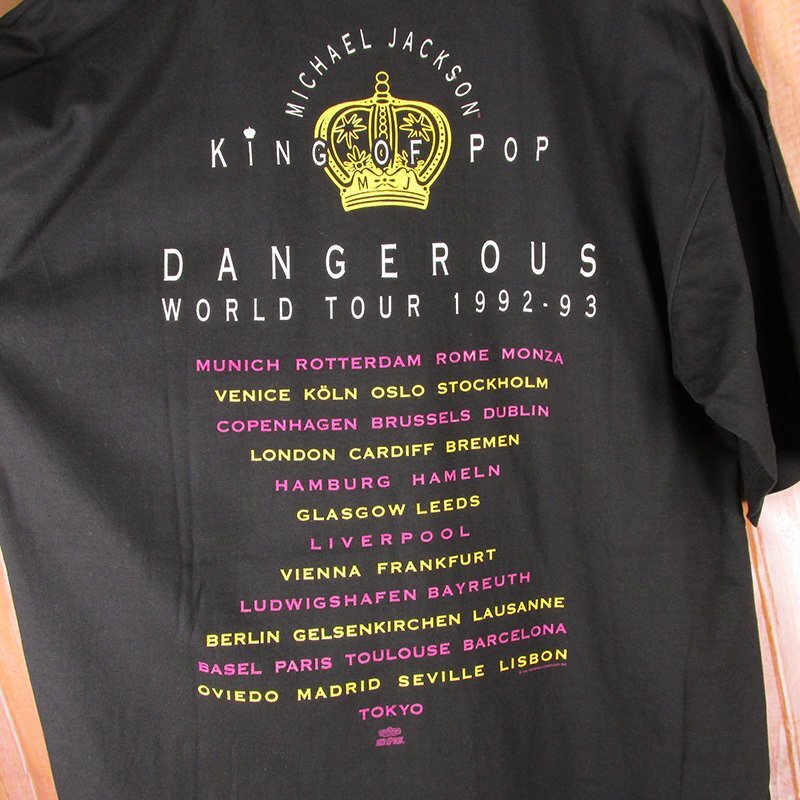 MICHAEL JACKSON
KiNG OF POP
M J
DANGEROUS
WORLD TOUR 1992-93
MUNICH ROTTERDAM ROME MONZA
VENICE KÖLN OSLO STOCKHOLM
COPENHAGEN BRUSSELS DUBLIN
LONDON CARDIFF BREMEN
HAMBURG HAMELN
GLASGOW LEEDS
LIVERPOOL
VIENNA FRANKFURT
LUDWIGSHAFEN BAYREUTH
BERLIN GELSENKIRCHEN LAUSANNE
BASEL PARIS TOULOUSE BARCELONA
OVIEDO MADRID SEVILLE LISBON
TOKYO